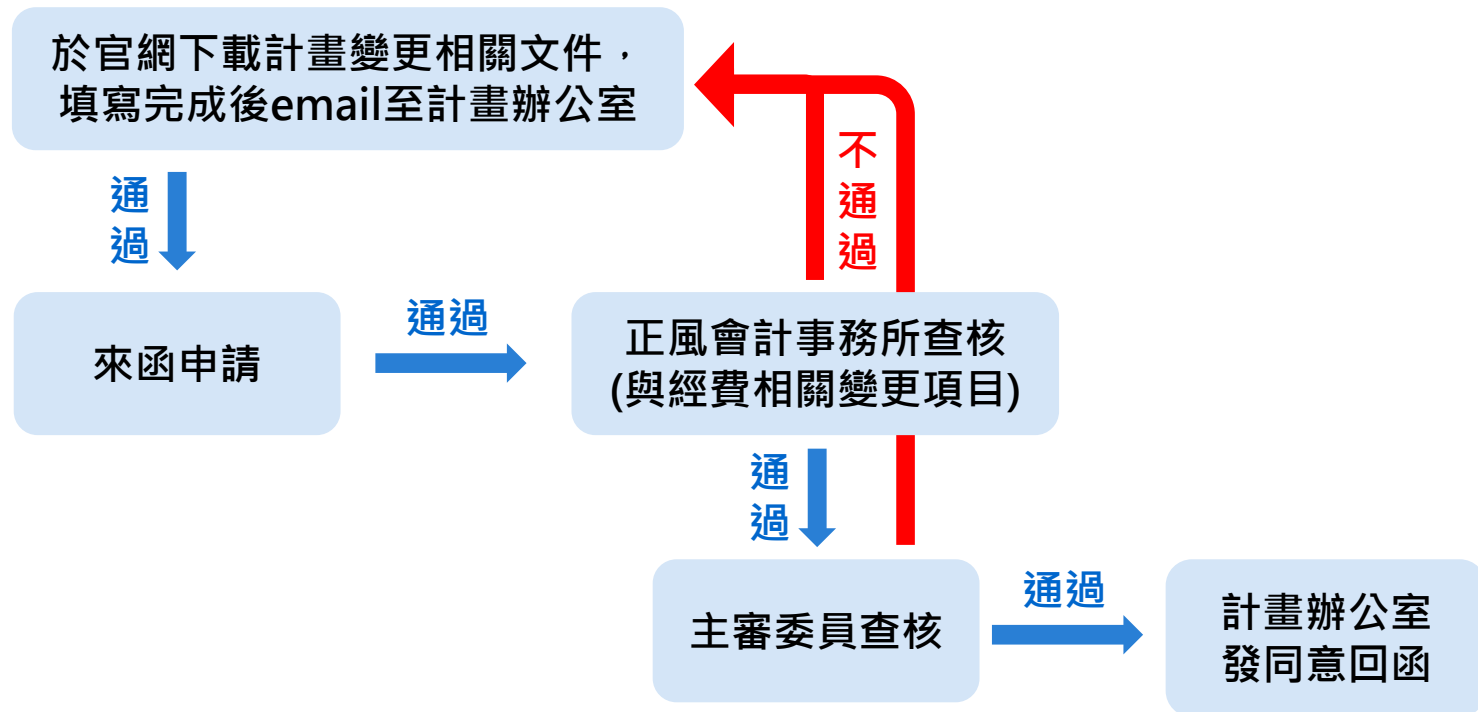 於官網下載計畫變更相關文件，
填寫完成後email至計畫辦公室
不
通
過
通
過
來函申請
通過
正風會計事務所查核
(與經費相關變更項目)
通
過
主審委員查核
通過
計畫辦公室
發同意回函